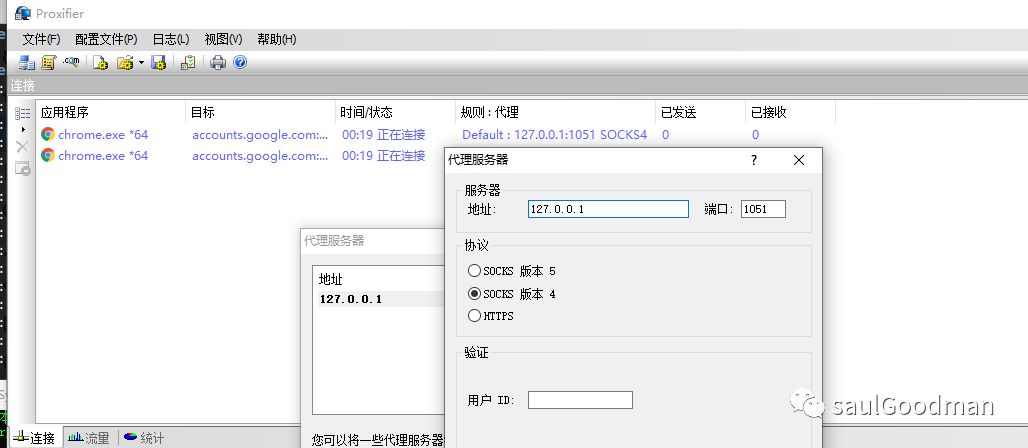 Proxifier
文件(F) 配置文件(P) 日志(L) 视图(V) 帮助(H)
连接
应用程序 目标 时间/状态 规则 : 代理 已发送 已接收
chrome.exe *64 accounts.google.com:... 00:19 正在连接 Default : 127.0.0.1:1051 SOCKS4 0 0
chrome.exe *64 accounts.google.com:... 00:19 正在连接
代理服务器 ?
服务器
地址: 127.0.0.1 端口: 1051
协议
SOCKS 版本 5
SOCKS 版本 4
HTTPS
验证
用户 ID:
代理服务器
地址
127.0.0.1
您可以将一些代理服务器
连接 流量 统计
saulGoodman